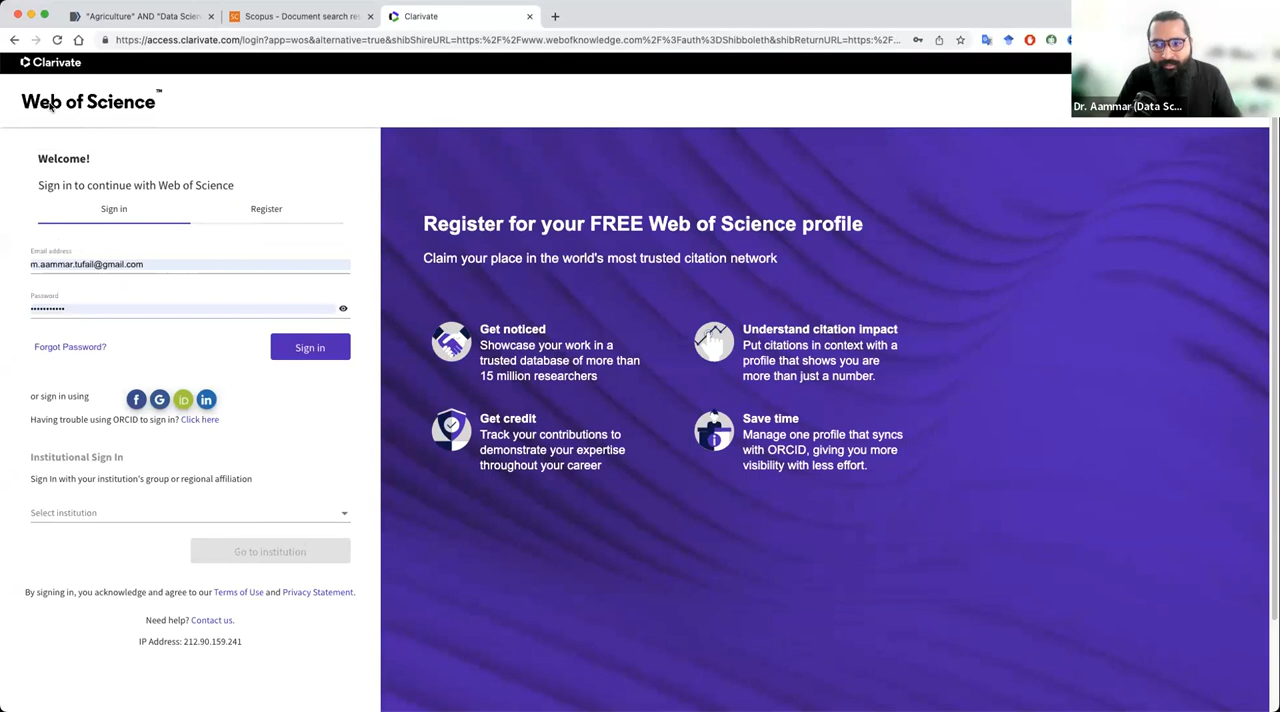 "Agriculture" AND "Data Scien
Scopus - Document search res
Clarivate
https://access.clarivate.com/login?app=wos&alternative=true&shibShireURL=https:%2F%2Fwww.webofknowledge.com%2F%3Fauth%3DShibboleth&shibReturnURL=https:%2F...
Clarivate
Web of Science™
Dr. Aammar (Data Sc...
Welcome!
Sign in to continue with Web of Science
Sign in
Register
Email address
m.aammar.tufail@gmail.com
Password
Forgot Password?
Sign in
or sign in using
Having trouble using ORCID to sign in? Click here
Institutional Sign In
Sign In with your institution's group or regional affiliation
Select institution
Go to institution
By signing in, you acknowledge and agree to our Terms of Use and Privacy Statement.
Need help? Contact us.
IP Address: 212.90.159.241
Register for your FREE Web of Science profile
Claim your place in the world's most trusted citation network
Get noticed
Showcase your work in a
trusted database of more than
15 million researchers
Understand citation impact
Put citations in context with a
profile that shows you are
more than just a number.
Get credit
Track your contributions to
demonstrate your expertise
throughout your career
Save time
Manage one profile that syncs
with ORCID, giving you more
visibility with less effort.